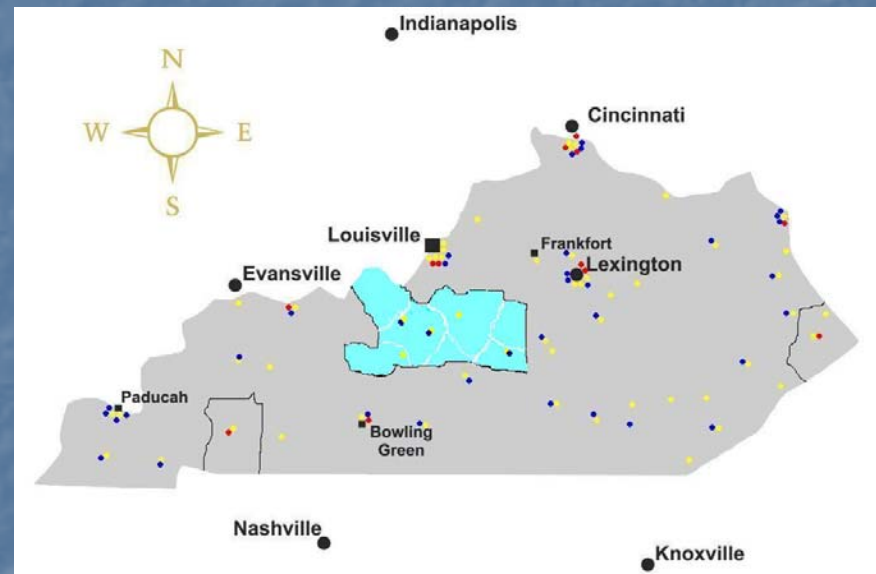 Indianapolis
N
W
E
S
Cincinnati
Louisville
Frankfort
Lexington
Evansville
Paducah
Bowling
Green
Nashville
Knoxville